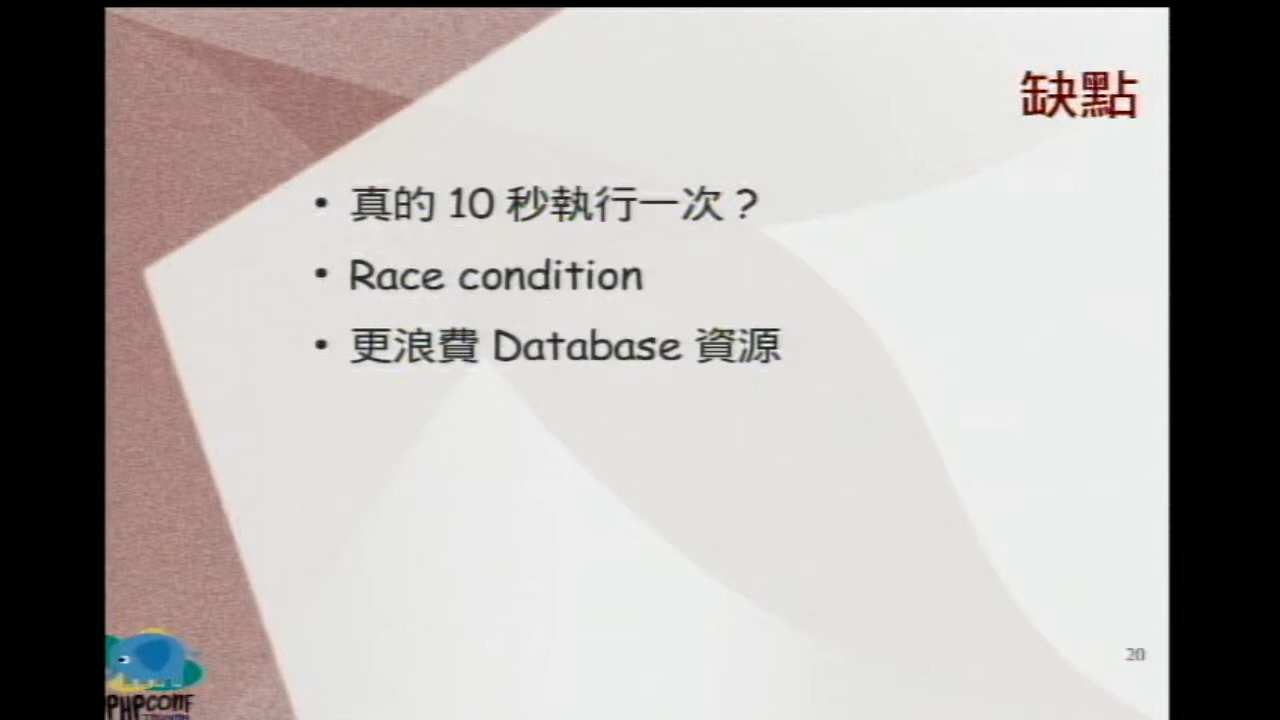 缺點
• 真的 10 秒執行一次？
• Race condition
• 更浪費 Database 資源
20
PHPCONF